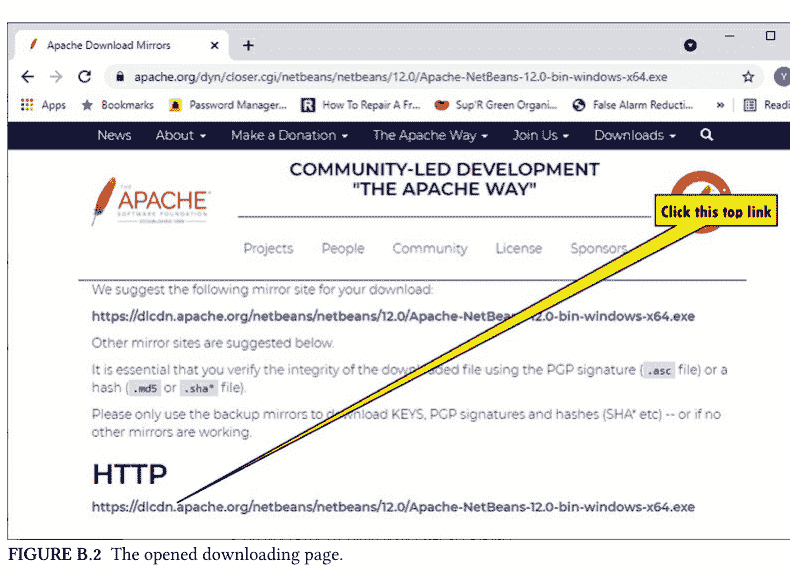 Apache Download Mirrors
apache.org/dyn/closer.cgi/netbeans/netbeans/12.0/Apache-NetBeans-12.0-bin-windows-x64.exe
Y
Apps Bookmarks Password Manager... How To Repair A Fr... Sup'R Green Organi... False Alarm Reducti... » Readi
News About Make a Donation The Apache Way Join Us Downloads
COMMUNITY-LED DEVELOPMENT
"THE APACHE WAY"
THE
APACHE
SOFTWARE FOUNDATION
Click this top link
Projects People Community License Sponsors
We suggest the following mirror site for your download:
https://dlcdn.apache.org/netbeans/netbeans/12.0/Apache-NetBeans-12.0-bin-windows-x64.exe
Other mirror sites are suggested below.
It is essential that you verify the integrity of the downloaded file using the PGP signature ( .asc file) or a
hash ( .md5 or .sha* file).
Please only use the backup mirrors to download KEYS, PGP signatures and hashes (SHA* etc) -- or if no
other mirrors are working.
HTTP
https://dlcdn.apache.org/netbeans/netbeans/12.0/Apache-NetBeans-12.0-bin-windows-x64.exe
FIGURE B.2 The opened downloading page.